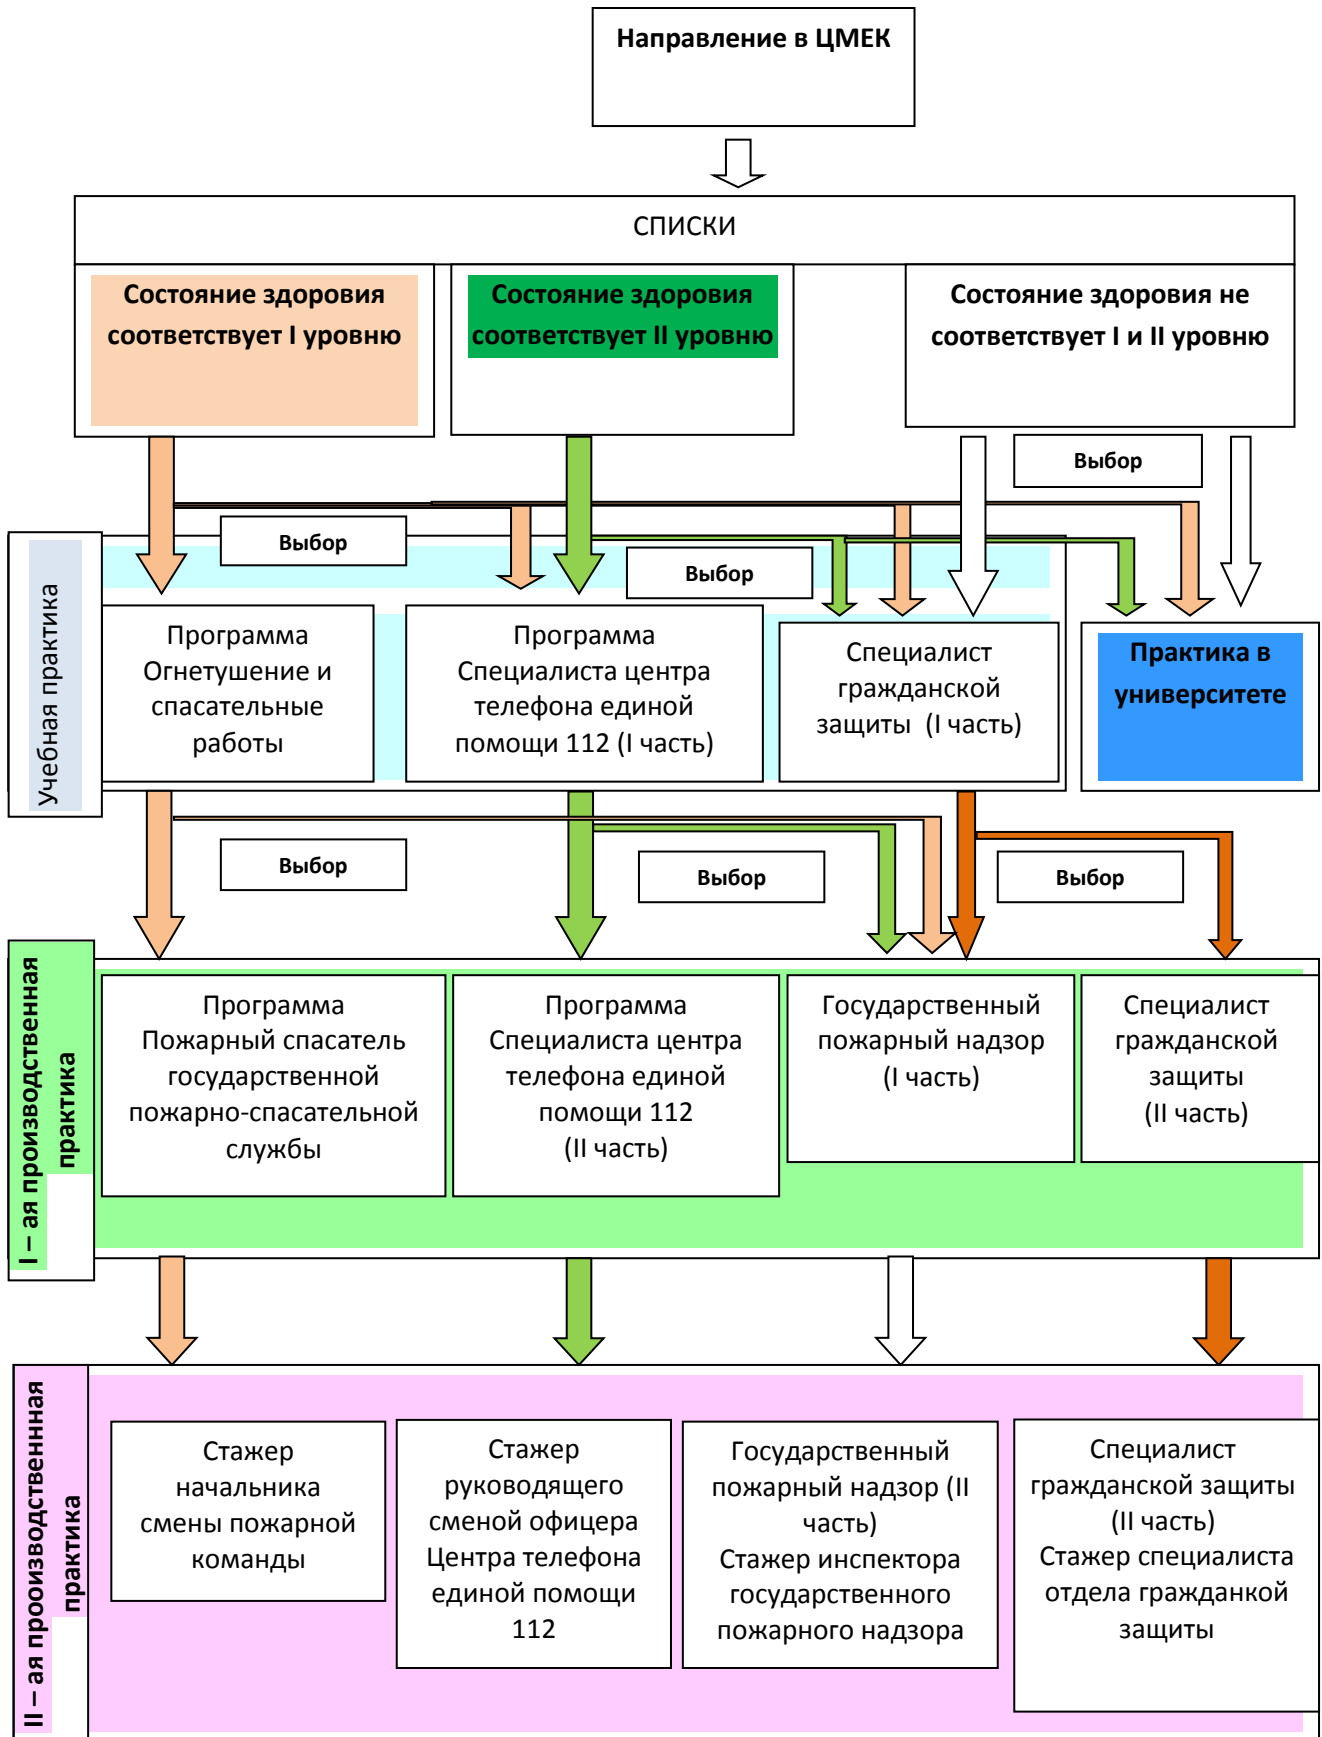 Направление в ЦМЕК
СПИСКИ
Состояние здоровия
соответствует I уровню
Состояние здоровия
соответствует II уровню
Состояние здоровия не
соответствует I и II уровню
Выбор
Выбор
Выбор
Учебная практика
Программа
Огнетушение и
спасательные
работы
Программа
Специалиста центра
телефона единой
помощи 112 (I часть)
Специалист
гражданской
защиты (I часть)
Практика в
университете
Выбор
Выбор
Выбор
I – ая производственная
практика
Программа
Пожарный спасатель
государственной
пожарно-спасательной
службы
Программа
Специалиста центра
телефона единой
помощи 112
(II часть)
Государственный
пожарный надзор
(I часть)
Специалист
гражданской
защиты
(II часть)
II – ая прооизводственнная
практика
Стажер
начальника
смены пожарной
команды
Стажер
руководящего
сменой офицера
Центра телефона
единой помощи
112
Государственный
пожарный надзор (II
часть)
Стажер инспектора
государственного
пожарного надзора
Специалист
гражданской защиты
(II часть)
Стажер специалиста
отдела гражданкой
защиты